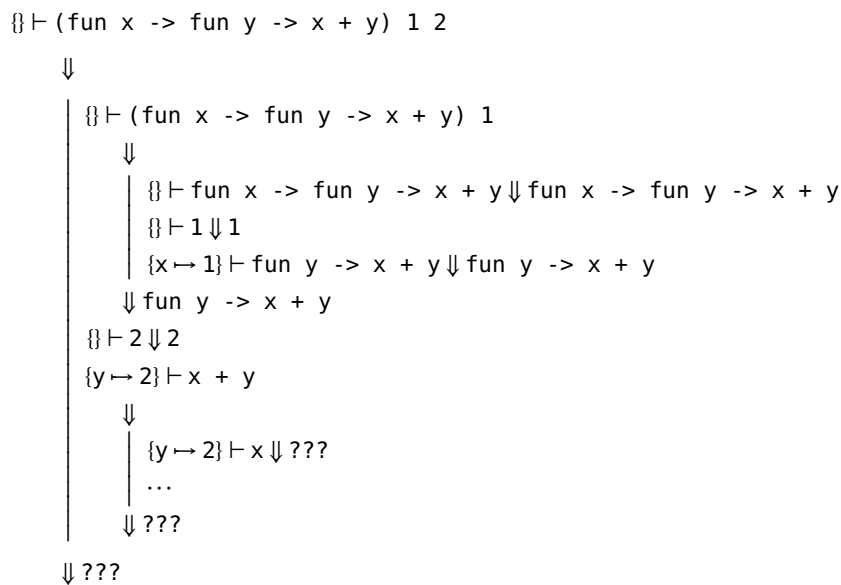 {} ⊢ (fun x -> fun y -> x + y) 1 2
⇓
{} ⊢ (fun x -> fun y -> x + y) 1
⇓
{} ⊢ fun x -> fun y -> x + y ⇓ fun x -> fun y -> x + y
{} ⊢ 1 ⇓ 1
{x ↦ 1} ⊢ fun y -> x + y ⇓ fun y -> x + y
⇓ fun y -> x + y
{} ⊢ 2 ⇓ 2
{y ↦ 2} ⊢ x + y
⇓
{y ↦ 2} ⊢ x ⇓ ???
⋯
⇓ ???
⇓ ???